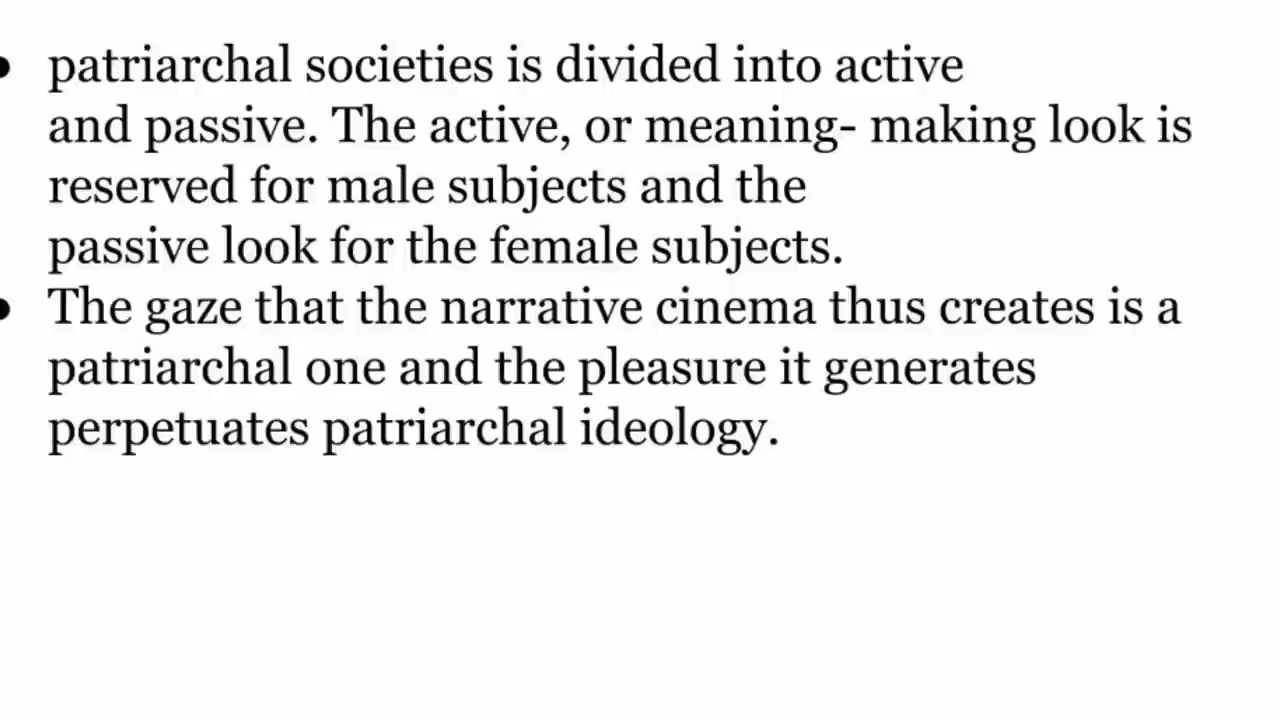 • patriarchal societies is divided into active
and passive. The active, or meaning- making look is
reserved for male subjects and the
passive look for the female subjects.
• The gaze that the narrative cinema thus creates is a
patriarchal one and the pleasure it generates
perpetuates patriarchal ideology.